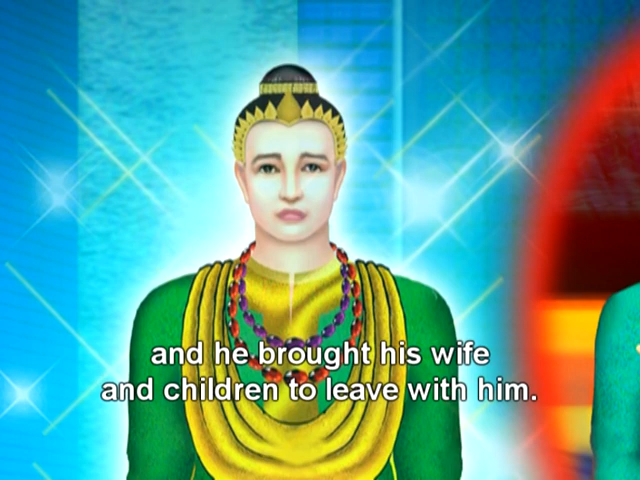 and he brought his wife
and children to leave with him.